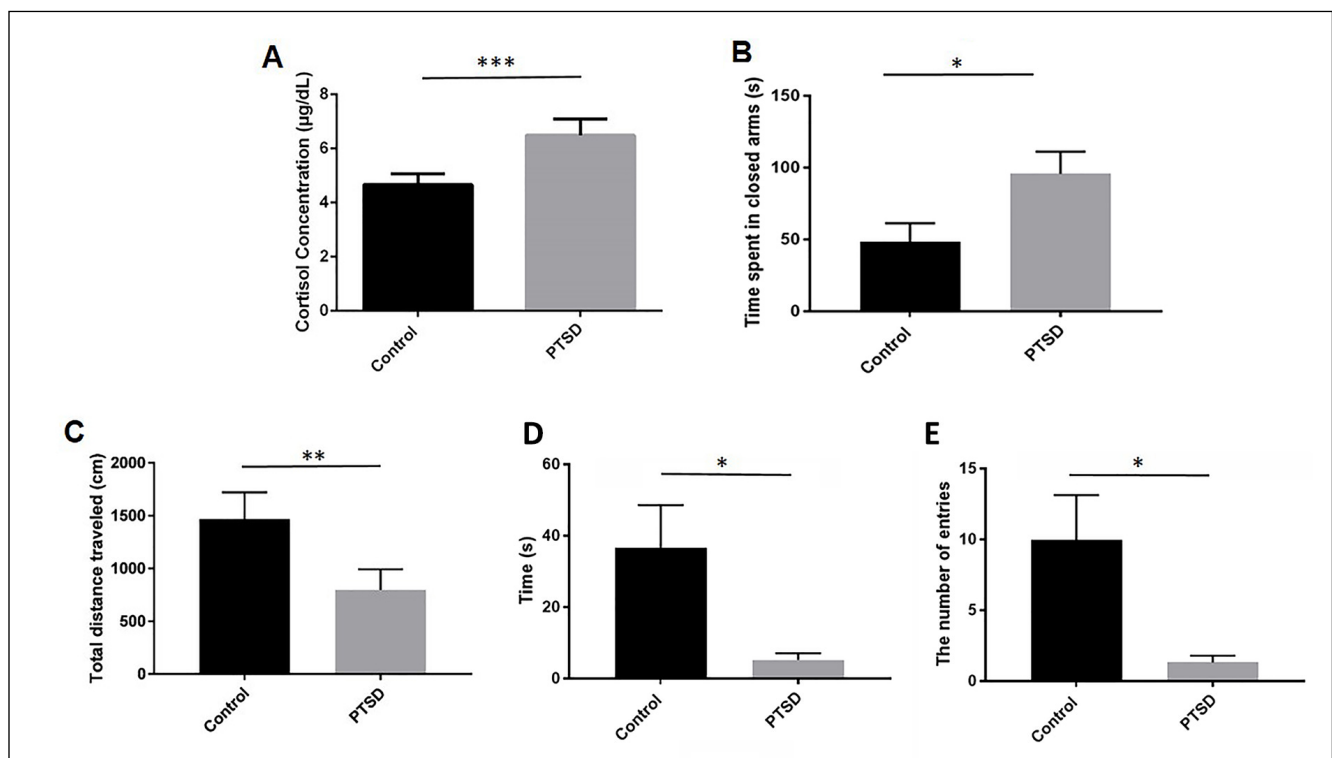 A
***
Cortisol Concentration (µg/dL)
8
6
4
2
0
Control
PTSD
B
*
Time spent in closed arms (s)
150
100
50
0
Control
PTSD
C
**
Total distance traveled (cm)
2000
1500
1000
500
0
Control
PTSD
D
*
Time (s)
60
40
20
0
Control
PTSD
E
*
The number of entries
15
10
5
0
Control
PTSD